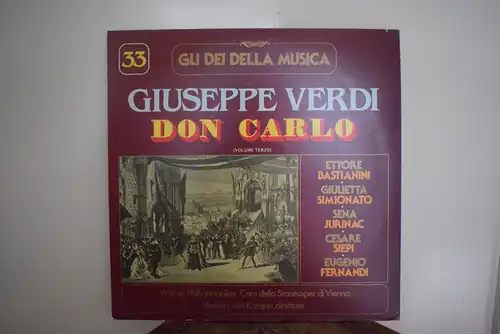 33
GLI DEI DELLA MUSICA
GIUSEPPE VERDI
DON CARLO
(VOLUME TERZO)
ETTORE
BASTIANINI
GIULIETTA
SIMIONATO
SENA
JURINAC
CESARE
SIEPI
EUGENIO
FERNANDI
Wiener Philharmoniker Coro della Staatsoper di Vienna
Herbert von Karajan, direttore